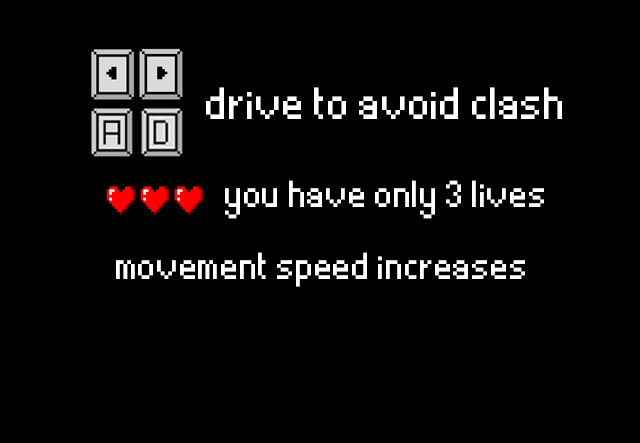 A D
drive to avoid clash
you have only 3 lives
movement speed increases